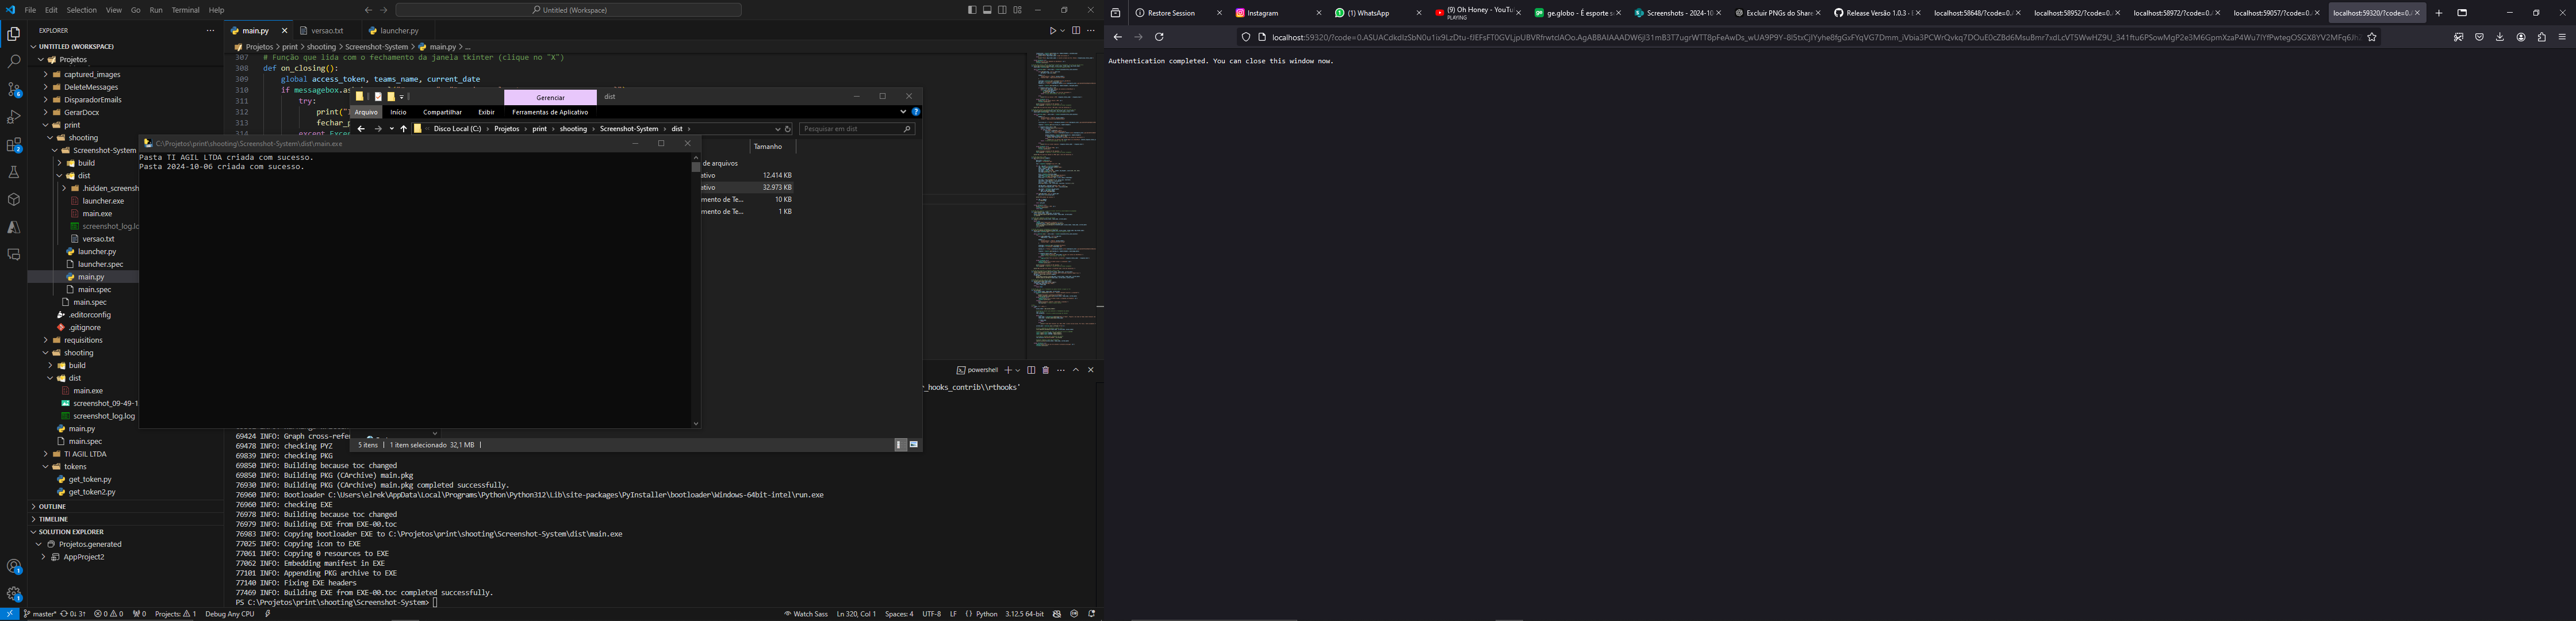 File Edit Selection View Go Run Terminal Help
Untitled (Workspace)
EXPLORER
UNTITLED (WORKSPACE)
Projetos
captured_images
DeleteMessages
DisparadorEmails
GerarDocx
print
shooting
Screenshot-System
build
dist
.hidden_screensh
launcher.exe
main.exe
screenshot_log.lo
versao.txt
launcher.py
launcher.spec
main.py
main.spec
main.spec
.editorconfig
.gitignore
requisitions
shooting
build
dist
main.exe
screenshot_09-49-1
screenshot_log.log
main.py
main.spec
TI AGIL LTDA
tokens
get_token.py
get_token2.py
OUTLINE
TIMELINE
SOLUTION EXPLORER
Projetos.generated
AppProject2
main.py versao.txt launcher.py
Projetos > print > shooting > Screenshot-System > main.py > ...
307 # Função que lida com o fechamento da janela tkinter (clique no "X")
308 def on_closing():
309 global access_token, teams_name, current_date
310 if messagebox.as
311 try:
312 print("
313 fechar_
314 except Exce
Gerenciar dist
Arquivo Início Compartilhar Exibir Ferramentas de Aplicativo
Disco Local (C:) > Projetos > print > shooting > Screenshot-System > dist >
Pesquisar em dist
Tamanho
de arquivos
ativo 12.414 KB
ativo 32.973 KB
mento de Te... 10 KB
mento de Te... 1 KB
5 itens 1 item selecionado 32,1 MB
C:\Projetos\print\shooting\Screenshot-System\dist\main.exe
Pasta TI AGIL LTDA criada com sucesso.
Pasta 2024-10-06 criada com sucesso.
powershell
_hooks_contrib\\rthooks'
69424 INFO: Graph cross-refer
69478 INFO: checking PYZ
69839 INFO: checking PKG
69850 INFO: Building because toc changed
69850 INFO: Building PKG (CArchive) main.pkg
76930 INFO: Building PKG (CArchive) main.pkg completed successfully.
76960 INFO: Bootloader C:\Users\elrek\AppData\Local\Programs\Python\Python312\Lib\site-packages\PyInstaller\bootloader\Windows-64bit-intel\run.exe
76960 INFO: checking EXE
76978 INFO: Building because toc changed
76979 INFO: Building EXE from EXE-00.toc
76983 INFO: Copying bootloader EXE to C:\Projetos\print\shooting\Screenshot-System\dist\main.exe
77025 INFO: Copying icon to EXE
77061 INFO: Copying 0 resources to EXE
77062 INFO: Embedding manifest in EXE
77101 INFO: Appending PKG archive to EXE
77140 INFO: Fixing EXE headers
77469 INFO: Building EXE from EXE-00.toc completed successfully.
PS C:\Projetos\print\shooting\Screenshot-System>
master* 0↓ 3↑ 0 0 0 Projects: 1 Debug Any CPU
Watch Sass Ln 320, Col 1 Spaces: 4 UTF-8 LF Python 3.12.5 64-bit
Restore Session
Instagram
(1) WhatsApp
(9) Oh Honey - YouTu
PLAYING
ge.globo - É esporte s
Screenshots - 2024-10
Excluir PNGs do Share
Release Versão 1.0.3 ·
localhost:58648/?code=0.
localhost:58952/?code=0.
localhost:58972/?code=0.
localhost:59057/?code=0.
localhost:59320/?code=0.
Authentication completed. You can close this window now.